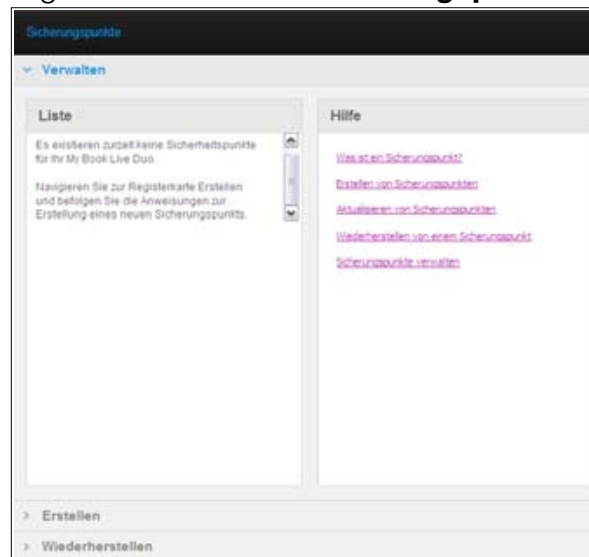 Sicherungspunkte
Verwalten
Liste
Es existieren zurzeit keine Sicherheitspunkte
für Ihr My Book Live Duo.
Navigieren Sie zur Registerkarte Erstellen
und befolgen Sie die Anweisungen zur
Erstellung eines neuen Sicherungspunkts.
Hilfe
Was ist ein Sicherungspunkt?
Erstellen von Sicherungspunkten
Aktualisieren von Sicherungspunkten
Wiederherstellen von einem Sicherungspunkt
Sicherungspunkte verwalten
Erstellen
Wiederherstellen